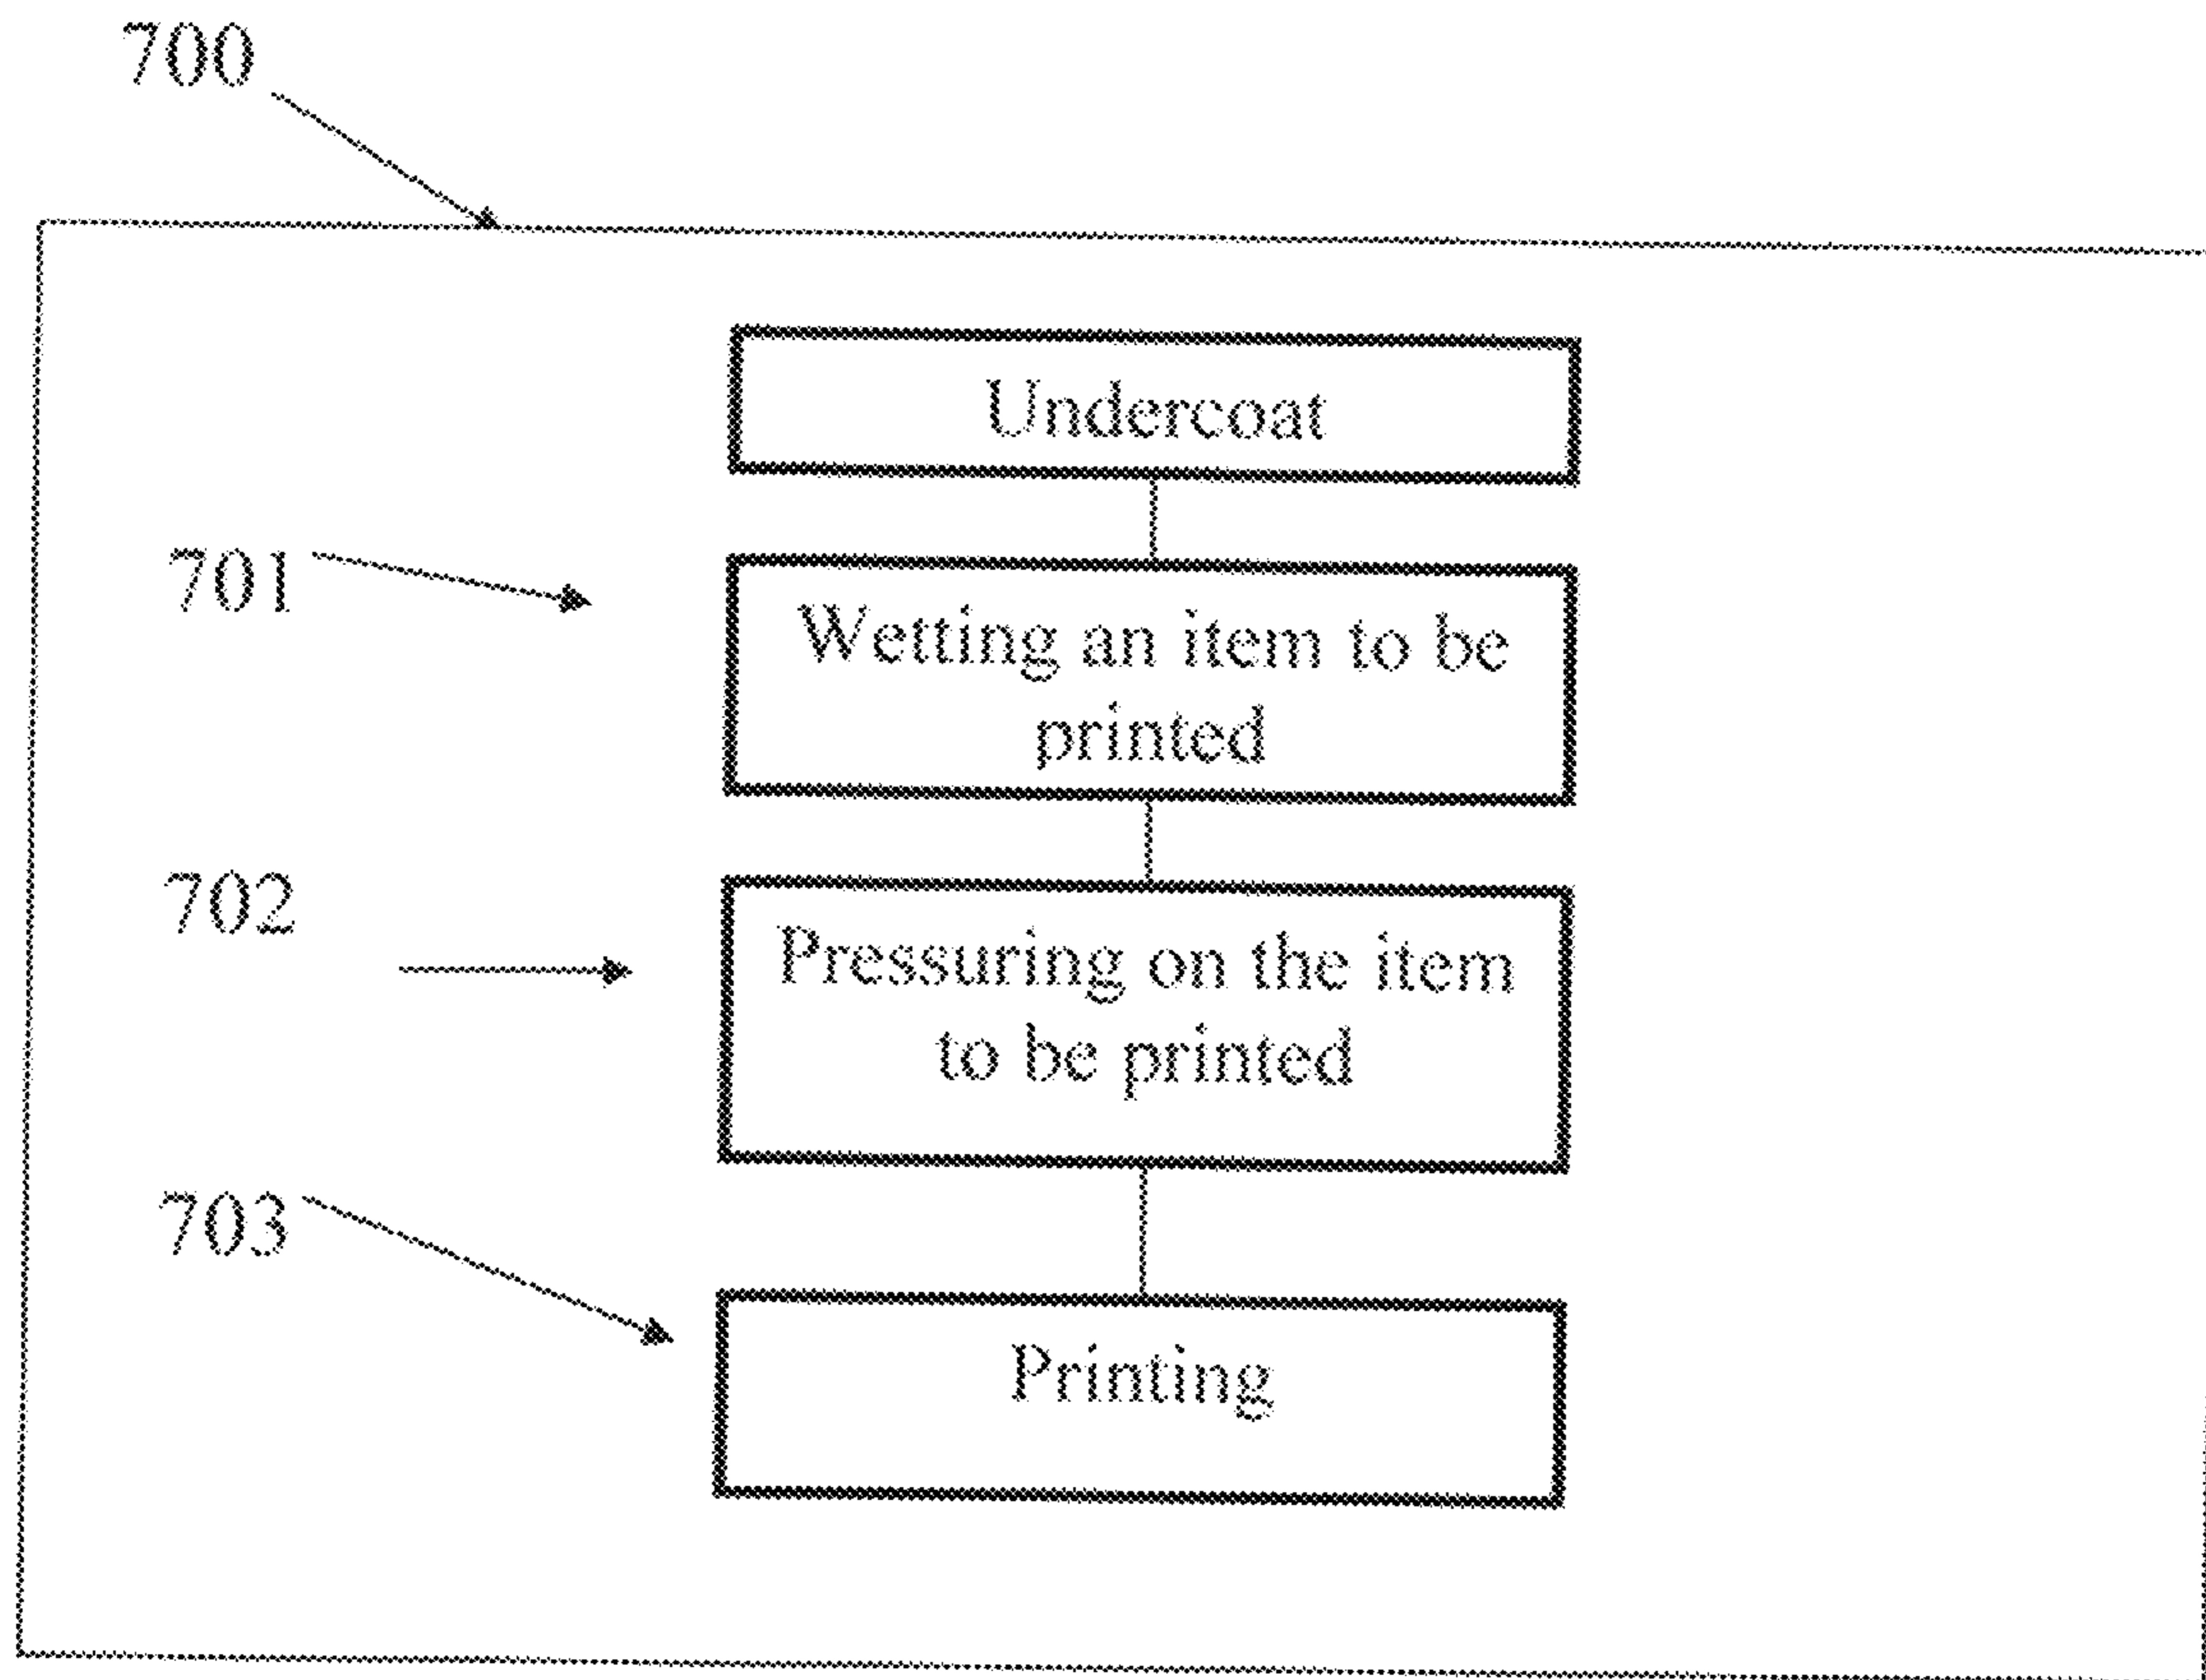 700
Undercoat
701
Wetting an item to be
printed
702
Pressuring on the item
to be printed
703
Printing